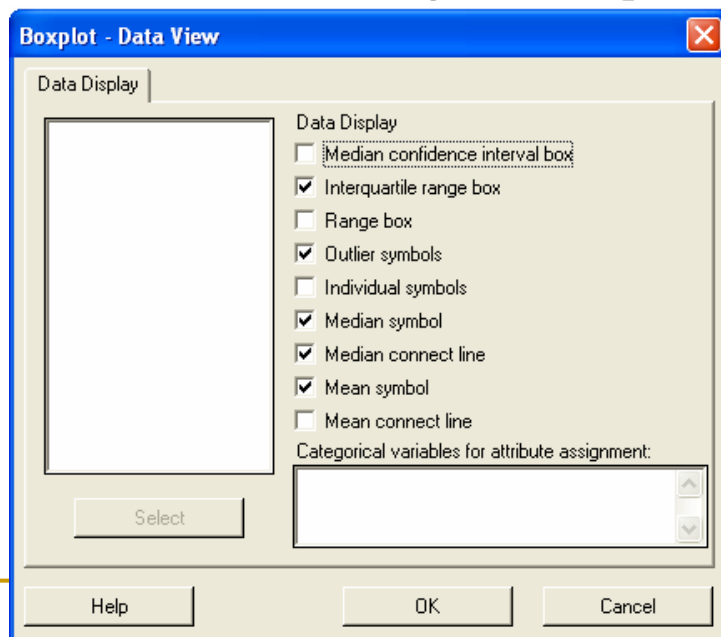 Boxplot - Data View
Data Display
Data Display
Median confidence interval box
Interquartile range box
Range box
Outlier symbols
Individual symbols
Median symbol
Median connect line
Mean symbol
Mean connect line
Categorical variables for attribute assignment:
Select
Help
OK
Cancel